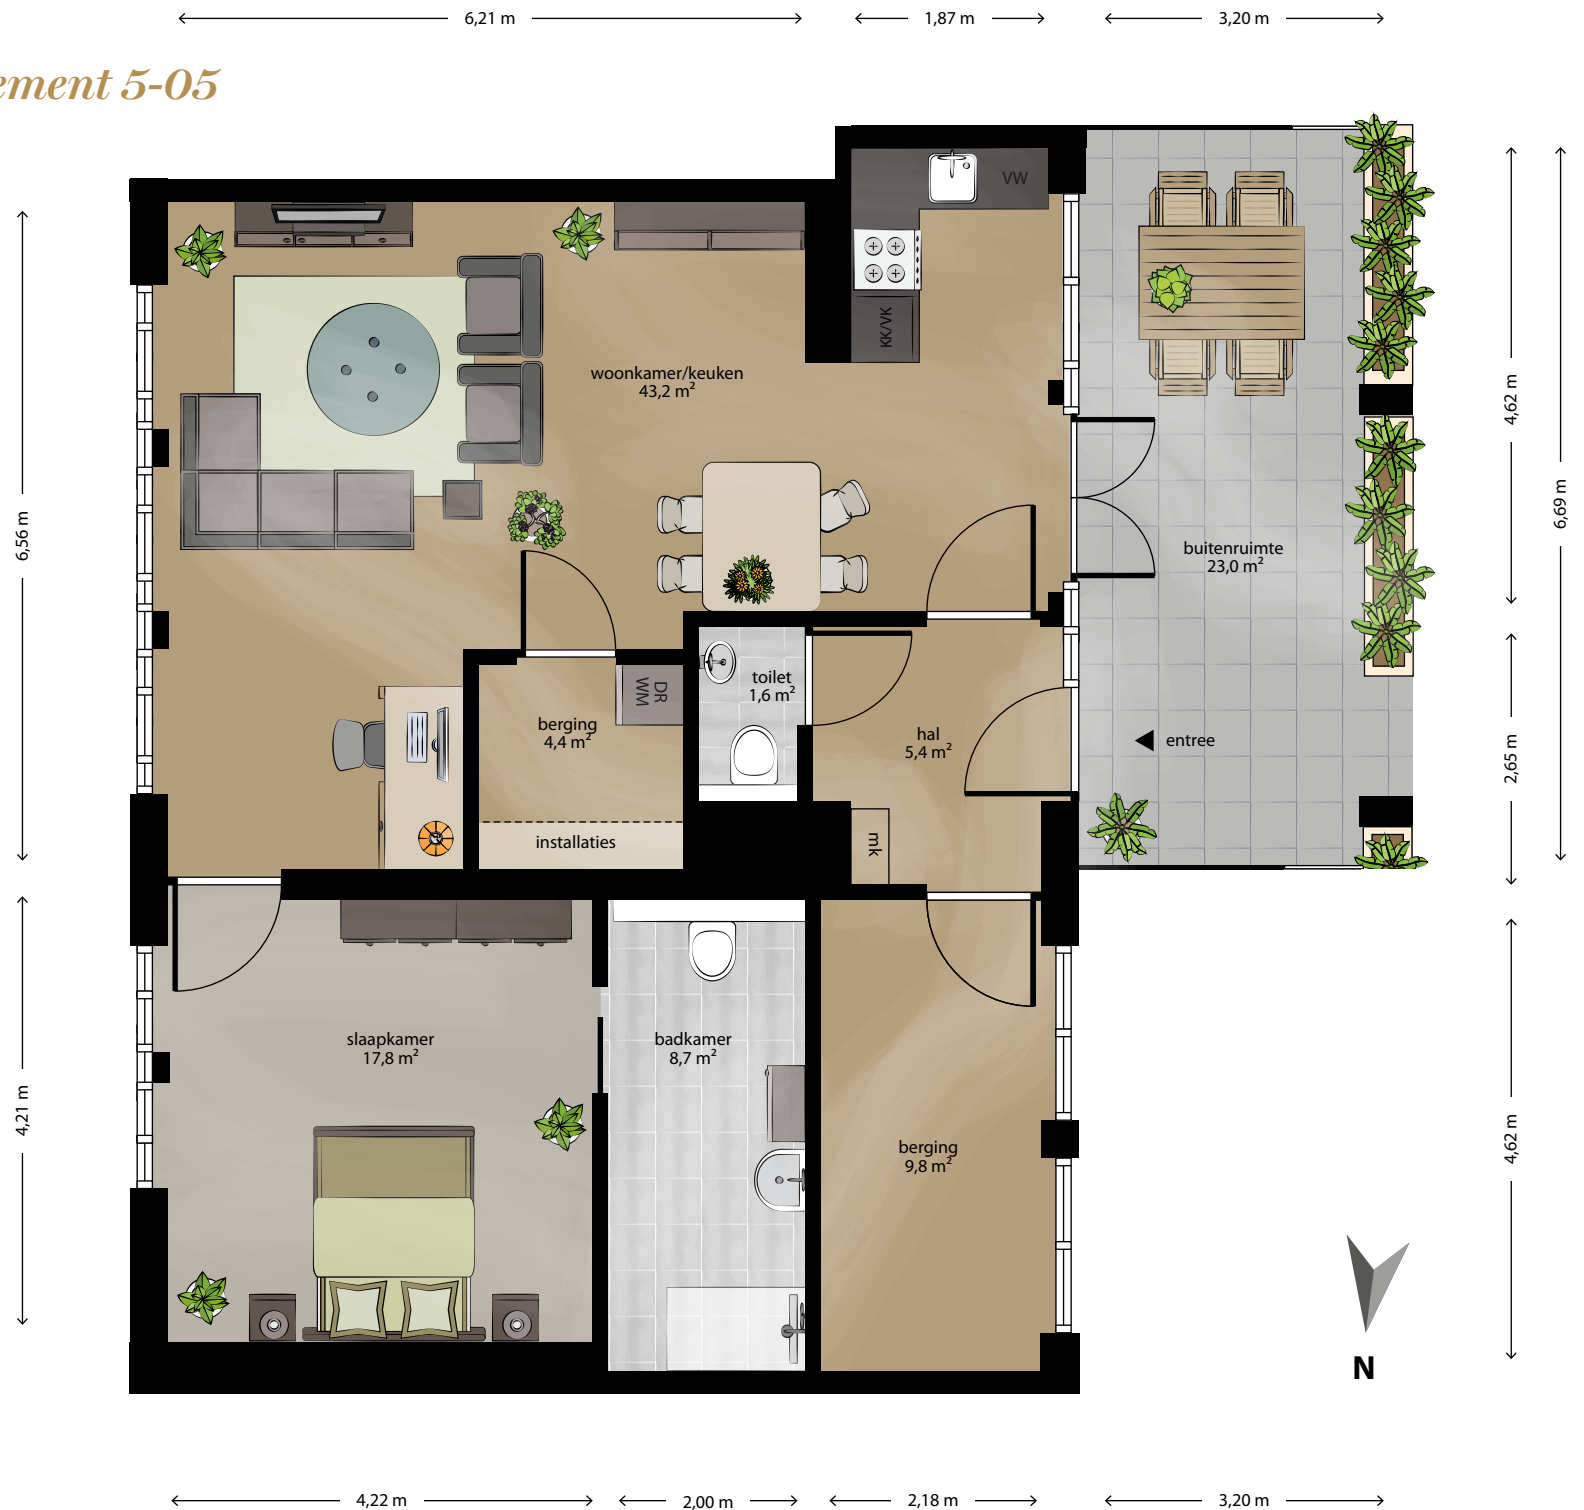 6,21 m
1,87 m
3,20 m
ement 5-05
VW
KK/VK
woonkamer/keuken
43,2 m²
4,62 m
6,69 m
6,56 m
buitenruimte
23,0 m²
toilet
1,6 m²
DR
WM
berging
4,4 m²
hal
5,4 m²
entree
2,65 m
installaties
mk
slaapkamer
17,8 m²
badkamer
8,7 m²
4,21 m
berging
9,8 m²
4,62 m
N
4,22 m
2,00 m
2,18 m
3,20 m